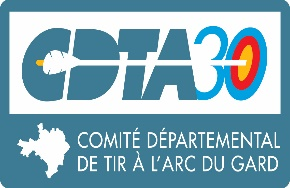 CDTA30
COMITÉ DÉPARTEMENTAL
DE TIR À L'ARC DU GARD